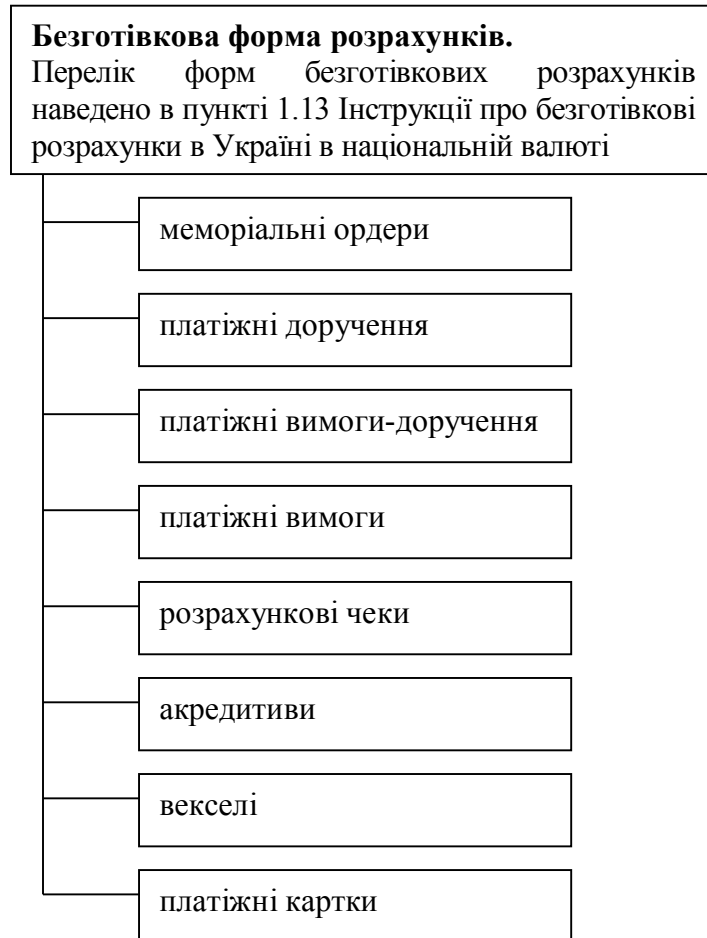 Безготівкова форма розрахунків.
Перелік форм безготівкових розрахунків
наведено в пункті 1.13 Інструкції про безготівкові
розрахунки в Україні в національній валюті
меморіальні ордери
платіжні доручення
платіжні вимоги-доручення
платіжні вимоги
розрахункові чеки
акредитиви
векселі
платіжні картки